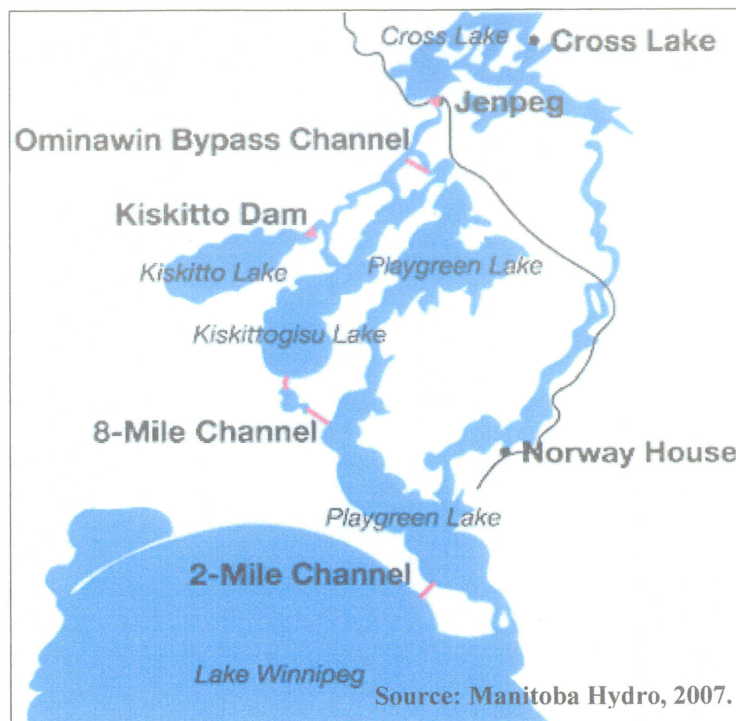 Cross Lake
Cross Lake
Jenpeg
Ominawin Bypass Channel
Kiskitto Dam
Kiskitto Lake
Playgreen Lake
Kiskittogisu Lake
8-Mile Channel
Norway House
Playgreen Lake
2-Mile Channel
Lake Winnipeg
Source: Manitoba Hydro, 2007.